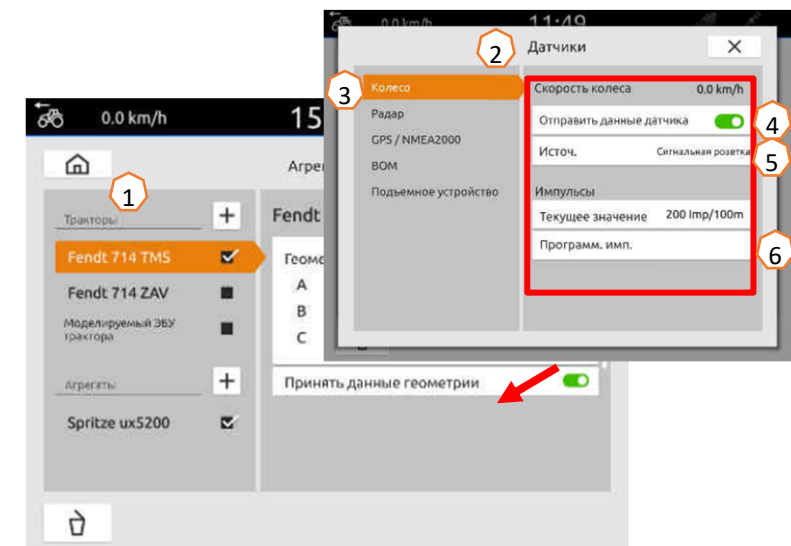 0.0 km/h
11:49
2
Датчики
3
Колесо
Радар
GPS / NMEA2000
ВОМ
Подъемное устройство
Скорость колеса 0.0 km/h
Отправить данные датчика
4
Источ. Сигнальная розетка
5
Импульсы
Текущее значение 200 Imp/100m
Программ. имп.
6
0.0 km/h
15
Агре
1
Тракторы
Fendt 714 TMS
Fendt 714 ZAV
Моделируемый ЭБУ
трактора
Агрегаты
Spritze ux5200
Fendt
Геоме
A
B
C
Принять данные геометрии